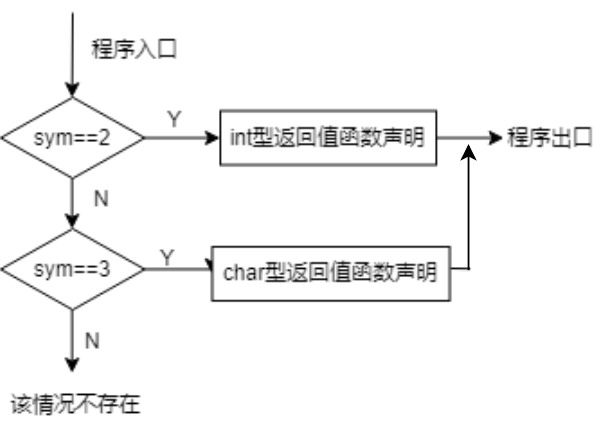 程序入口
sym==2
Y
int型返回值函数声明
程序出口
N
sym==3
Y
char型返回值函数声明
N
该情况不存在